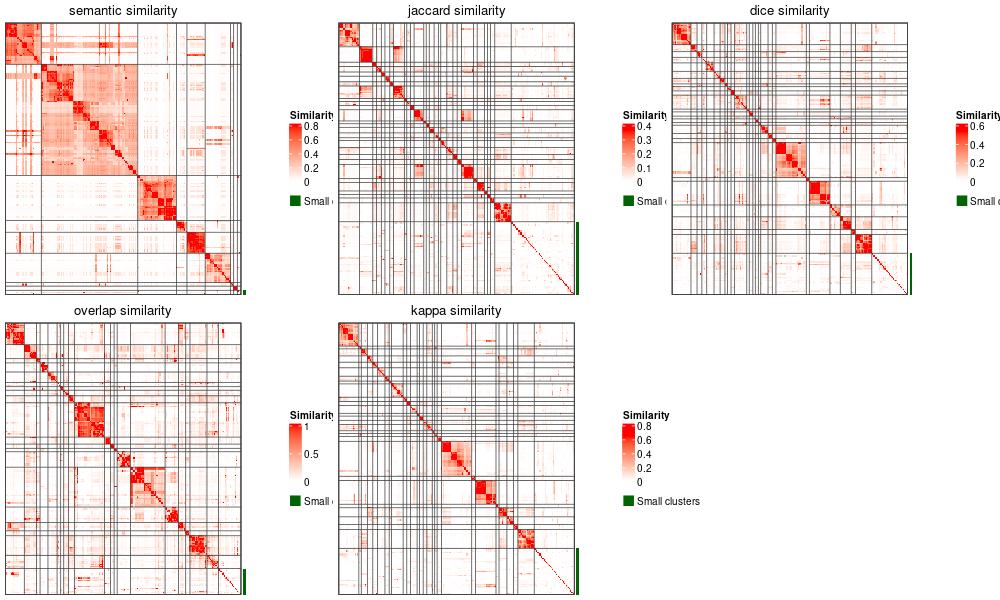 semantic similarity
Similarity
0.8
0.6
0.4
0.2
0
Small
jaccard similarity
Similarity
0.4
0.3
0.2
0.1
0
Small
dice similarity
Similarity
0.6
0.4
0.2
0
Small
overlap similarity
Similarity
1
0.5
0
Small
kappa similarity
Similarity
0.8
0.6
0.4
0.2
0
Small clusters